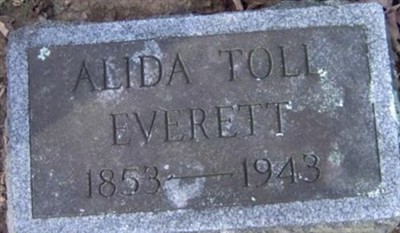 ALIDA TOLL
EVERETT
1853 — 1943